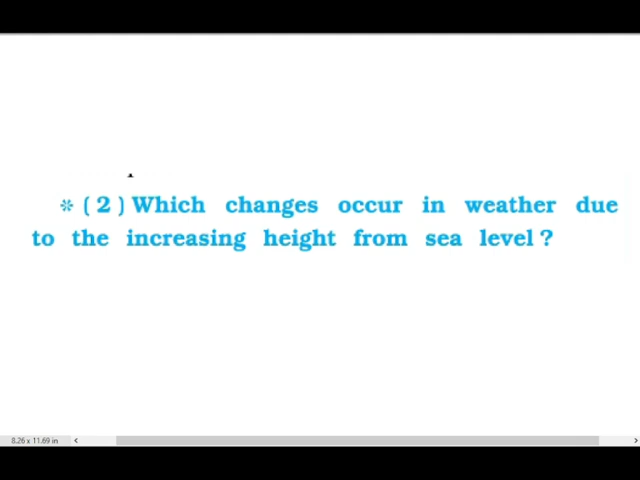 * ( 2 ) Which changes occur in weather due
to the increasing height from sea level ?
8.26 x 11.69 in